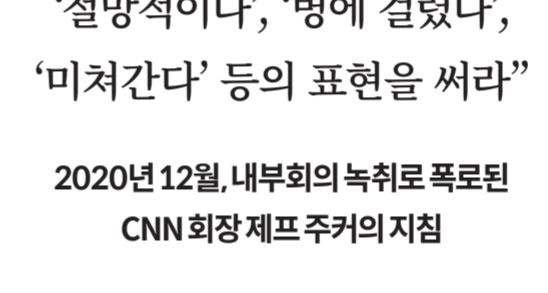 ‘절망적이다’, ‘병에 걸렸다’,
‘미쳐간다’ 등의 표현을 써라”
2020년 12월, 내부회의 녹취로 폭로된
CNN 회장 제프 주커의 지침